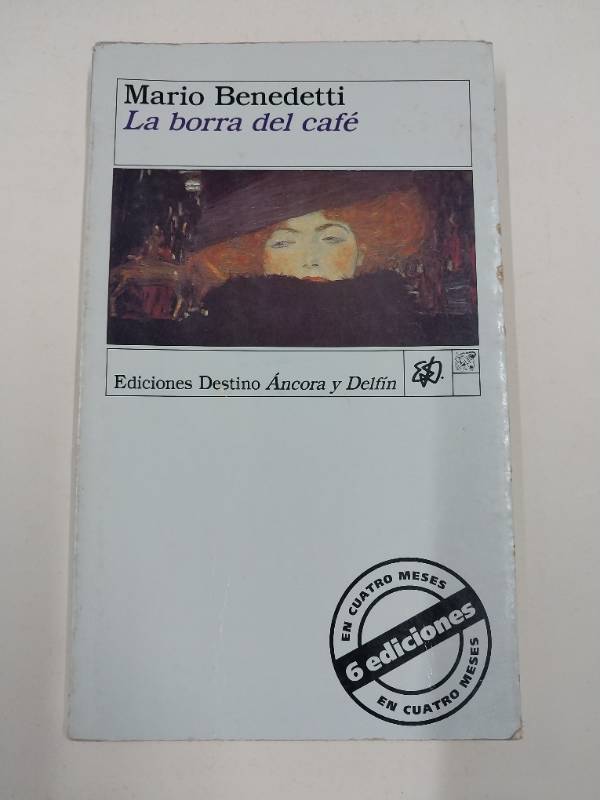 Mario Benedetti
La borra del café
Ediciones Destino Áncora y Delfín
EN CUATRO MESES
6 ediciones
EN CUATRO MESES